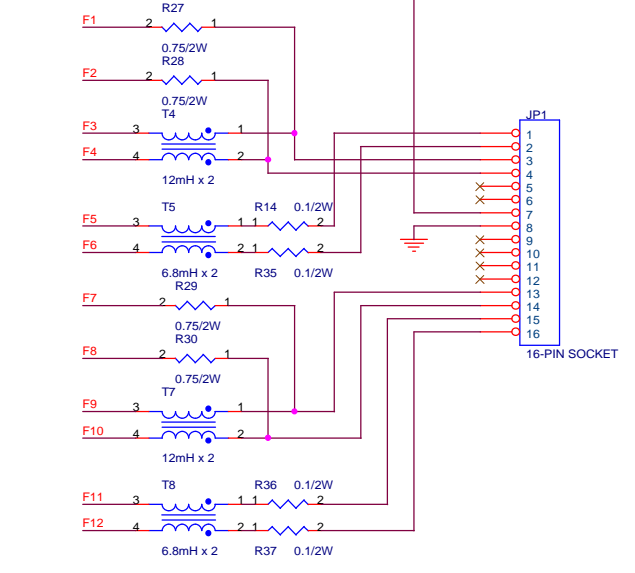 R27
F1 2 1
0.75/2W
R28
F2 2 1
0.75/2W
T4
JP1
F3 3 1 1
2
F4 4 2 3
4
12mH x 2
5
6
T5 R14 0.1/2W
7
F5 3 1 1 2 8
9
F6 4 2 1 2 10
6.8mH x 2 R35 0.1/2W 11
12
R29
13
F7 2 1 14
15
0.75/2W
16
R30
F8 2 1 16-PIN SOCKET
0.75/2W
T7
F9 3 1
F10 4 2
12mH x 2
T8 R36 0.1/2W
F11 3 1 1 2
F12 4 2 1 2
6.8mH x 2 R37 0.1/2W